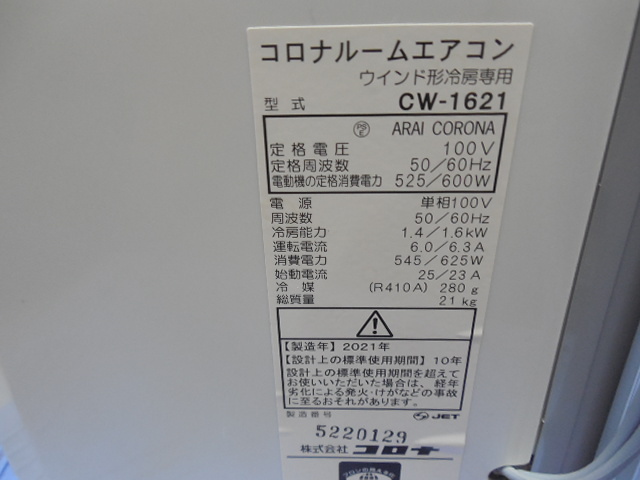 コロナルームエアコン
ウインド形冷房専用
型式 CW-1621
PS E ARAI CORONA
定格電圧 100V
定格周波数 50/60Hz
電動機の定格消費電力 525/600W
電源 単相100V
周波数 50/60Hz
冷房能力 1.4/1.6kW
運転電流 6.0/6.3A
消費電力 545/625W
始動電流 25/23A
冷媒 (R410A) 280g
総質量 21kg
【製造年】2021年
【設計上の標準使用期間】10年
設計上の標準使用期間を超えて
お使いいただいた場合は、経年
劣化による発火・けがなどの事故
に至るおそれがあります。
製造番号 JET
5220129
株式会社 コロナ